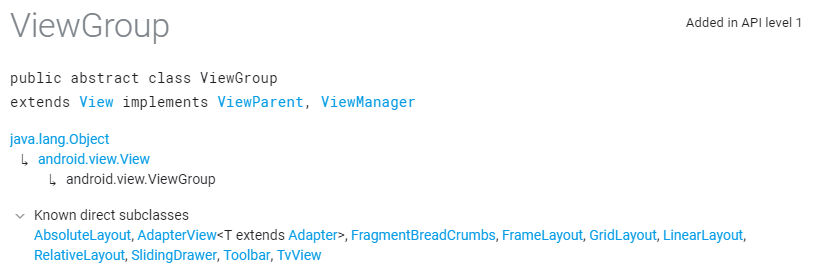 ViewGroup
Added in API level 1
public abstract class ViewGroup
extends View implements ViewParent, ViewManager
java.lang.Object
↳ android.view.View
↳ android.view.ViewGroup
Known direct subclasses
AbsoluteLayout, AdapterView<T extends Adapter>, FragmentBreadCrumbs, FrameLayout, GridLayout, LinearLayout,
RelativeLayout, SlidingDrawer, Toolbar, TvView